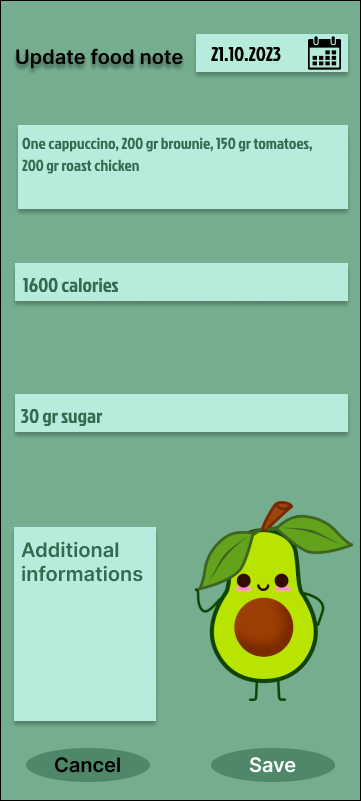 Update food note
21.10.2023
One cappuccino, 200 gr brownie, 150 gr tomatoes,
200 gr roast chicken
1600 calories
30 gr sugar
Additional
informations
Cancel
Save